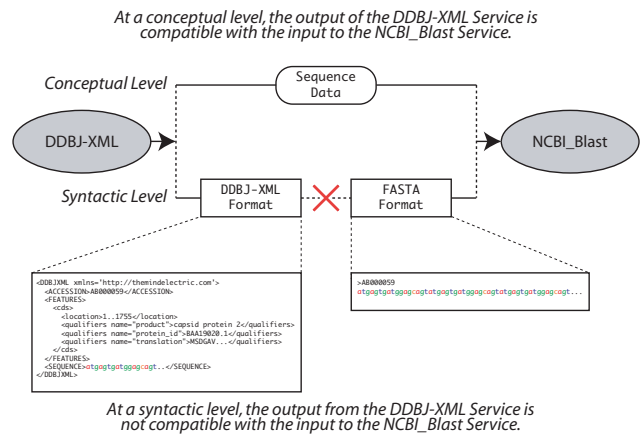 At a conceptual level, the output of the DDBJ-XML Service is
compatible with the input to the NCBI_Blast Service.
Conceptual Level
Sequence
Data
DDBJ-XML
NCBI_Blast
Syntactic Level
DDBJ-XML
Format
FASTA
Format
<DDBJXML xmlns='http://themindelectric.com'>
<ACCESSION>AB000059</ACCESSION>
<FEATURES>
<cds>
<location>1..1755</location>
<qualifiers name="product">capsid protein 2</qualifiers>
<qualifiers name="protein_id">BAA19020.1</qualifiers>
<qualifiers name="translation">MSDGAV...</qualifiers>
</cds>
</FEATURES>
<SEQUENCE>atgagtgatggagcagt..</SEQUENCE>
</DDBJXML>
>AB000059
atgagtgatggagcagtatgagtgatggagcagtatgagtgatggagcagt...
At a syntactic level, the output from the DDBJ-XML Service is
not compatible with the input to the NCBI_Blast Service.